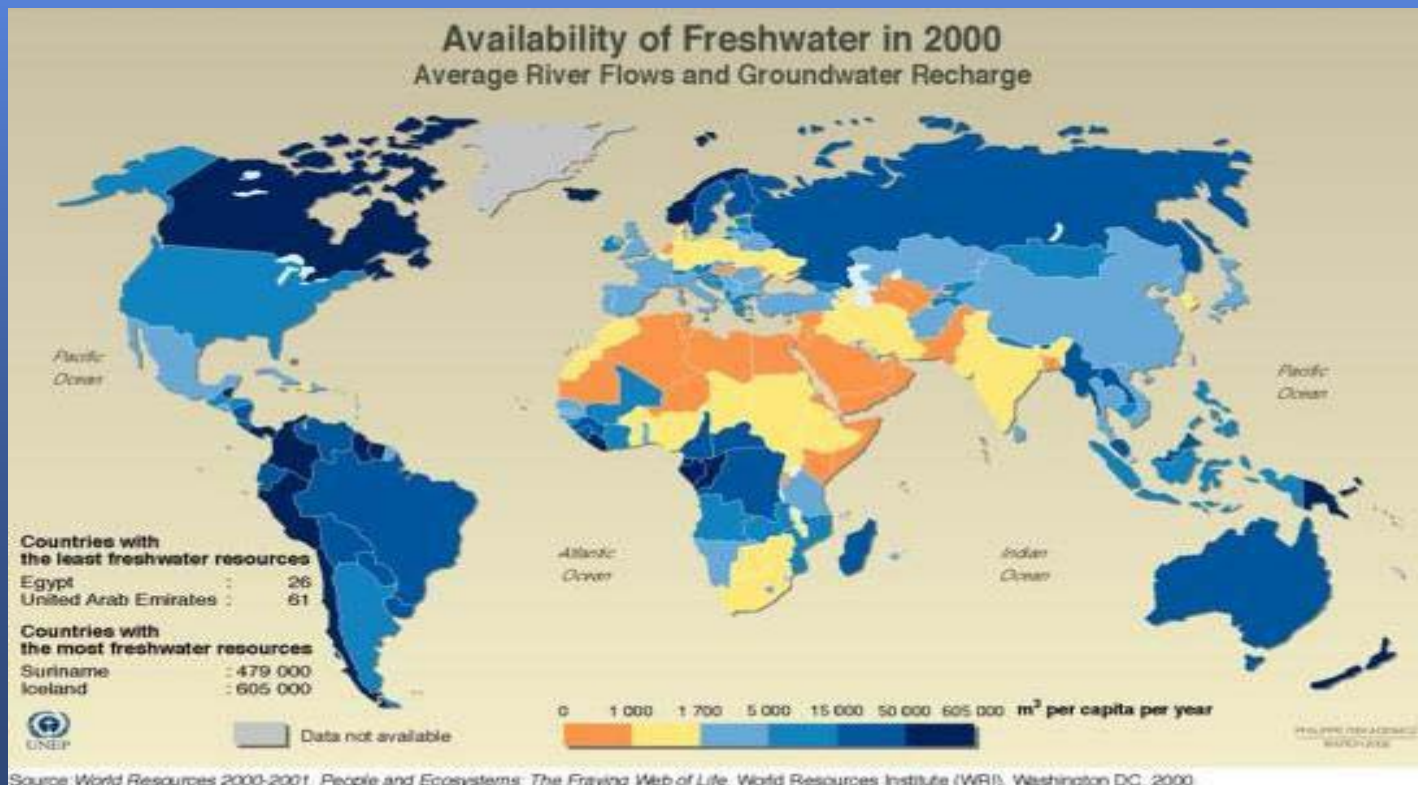 Availability of Freshwater in 2000
Average River Flows and Groundwater Recharge
Pacific
Ocean
Pacific
Ocean
Atlantic
Ocean
Indian
Ocean
Countries with
the least freshwater resources
Egypt : 26
United Arab Emirates : 61
Countries with
the most freshwater resources
Suriname : 479 000
Iceland : 605 000
0 1 000 1 700 5 000 15 000 50 000 605 000 m³ per capita per year
Data not available
UNEP
Source: World Resources 2000-2001, People and Ecosystems: The Fraying Web of Life, World Resources Institute (WRI), Washington DC, 2000.